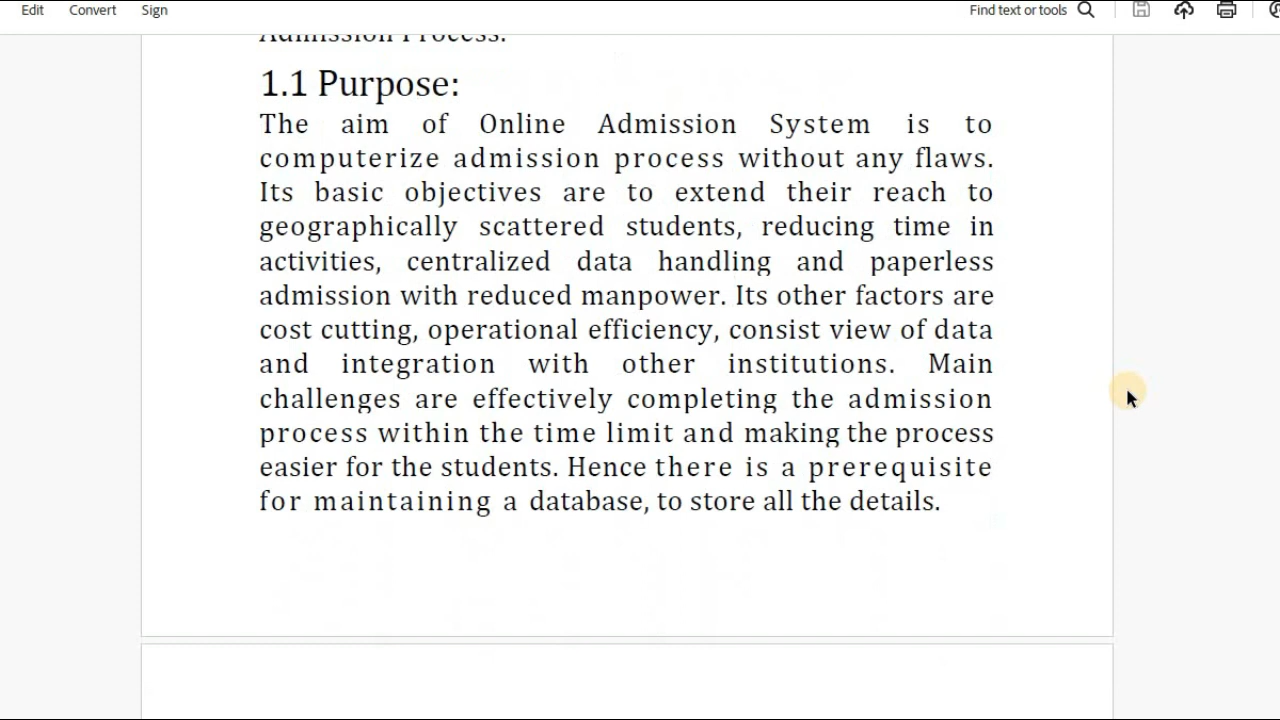 Edit Convert Sign Find text or tools
Admission Process.
1.1 Purpose:
The aim of Online Admission System is to
computerize admission process without any flaws.
Its basic objectives are to extend their reach to
geographically scattered students, reducing time in
activities, centralized data handling and paperless
admission with reduced manpower. Its other factors are
cost cutting, operational efficiency, consist view of data
and integration with other institutions. Main
challenges are effectively completing the admission
process within the time limit and making the process
easier for the students. Hence there is a prerequisite
for maintaining a database, to store all the details.